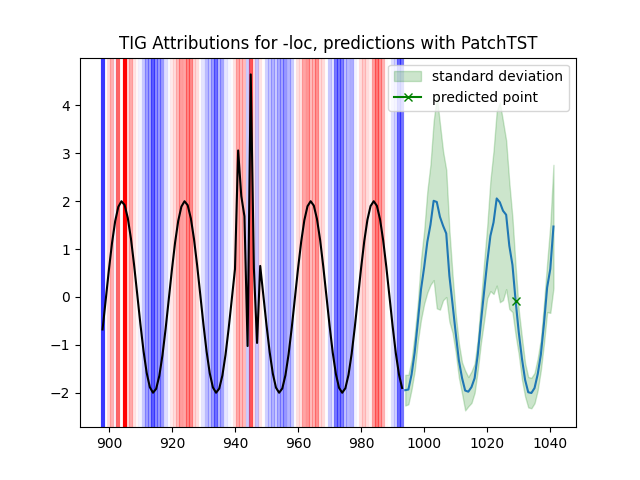 TIG Attributions for -loc, predictions with PatchTST
standard deviation
predicted point
4
3
2
1
0
−1
−2
900 920 940 960 980 1000 1020 1040